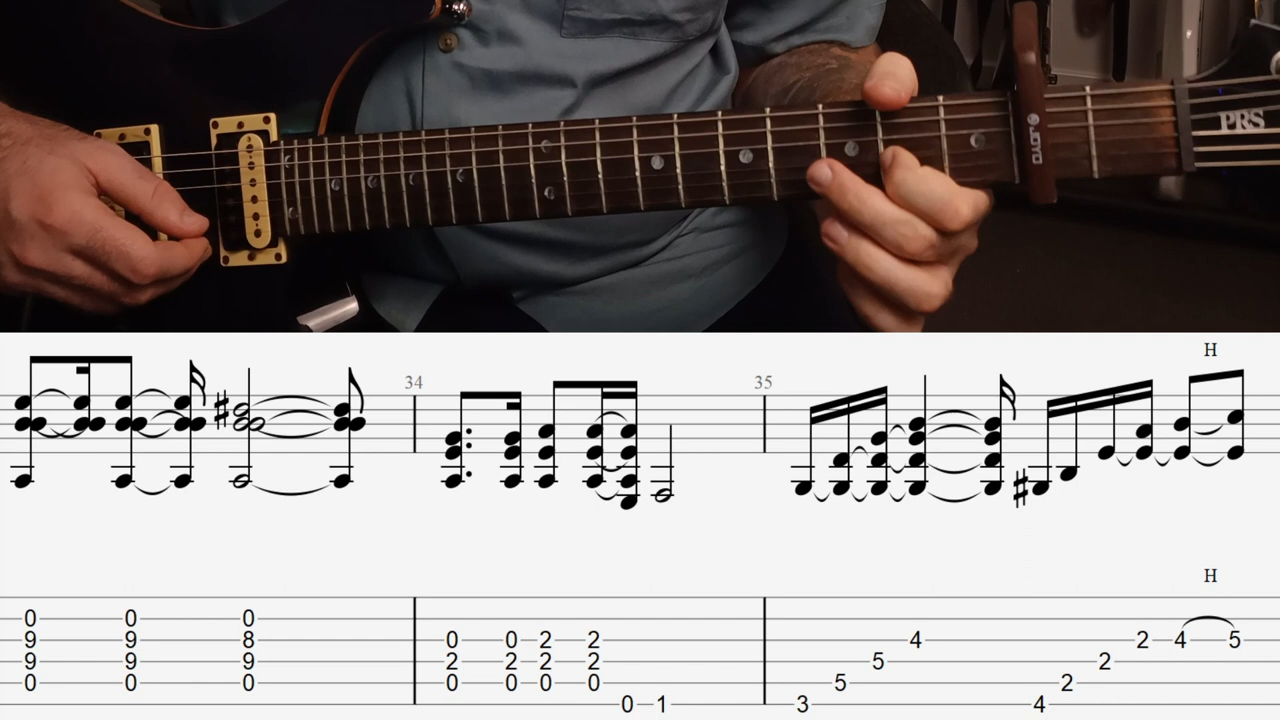 PRS
JOYO
H
34
35
H
0 0 0
9 9 8 0 0 2 2 4 2 4 5
9 9 9 2 2 2 2 5 2
0 0 0 0 0 0 0 5 2
0 1 3 4